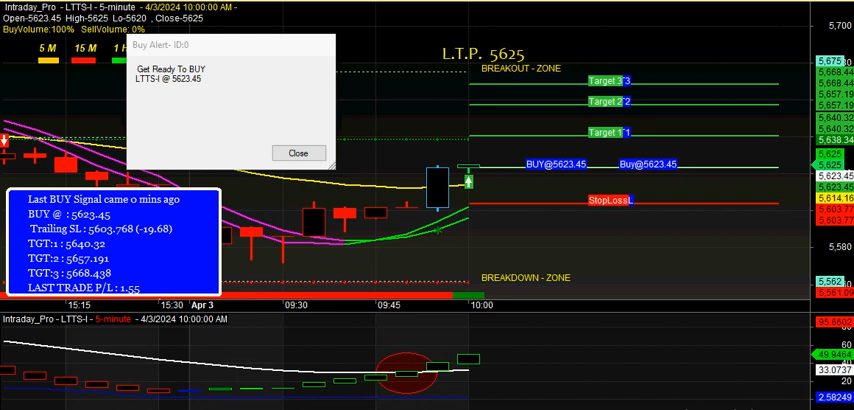 Intraday_Pro - LTTS-I - 5-minute - 4/3/2024 10:00:00 AM -
Open-5623.45 High-5625 Lo-5620 , Close-5625
BuyVolume:100% SellVolume: 0%
5 M 15 M 1 H
Buy Alert- ID:0
Get Ready To BUY
LTTS-I @ 5623.45
Close
L.T.P. 5625
BREAKOUT - ZONE
Target 3 T3
Target 2 T2
Target 1 T1
BUY@5623.45 Buy@5623.45
StopLoss
BREAKDOWN - ZONE
Last BUY Signal came 0 mins ago
BUY @ : 5623.45
Trailing SL : 5603.768 (-19.68)
TGT:1 : 5640.32
TGT:2 : 5657.191
TGT:3 : 5668.438
LAST TRADE P/L : 1.55
5,700
5,675
5,668.44
5,668.44
5,657.19
5,657.19
5,640.32
5,640.32
5,638.34
5,625
5,625
5,623.45
5,623.45
5,614.16
5,603.77
5,603.77
5,580
5,562
5,561.09
15:15 15:30 Apr 3 09:30 09:45 10:00
Intraday_Pro - LTTS-I - 5-minute - 4/3/2024 10:00:00 AM
95.6602
60
49.9464
40
33.0737
20
2.58249